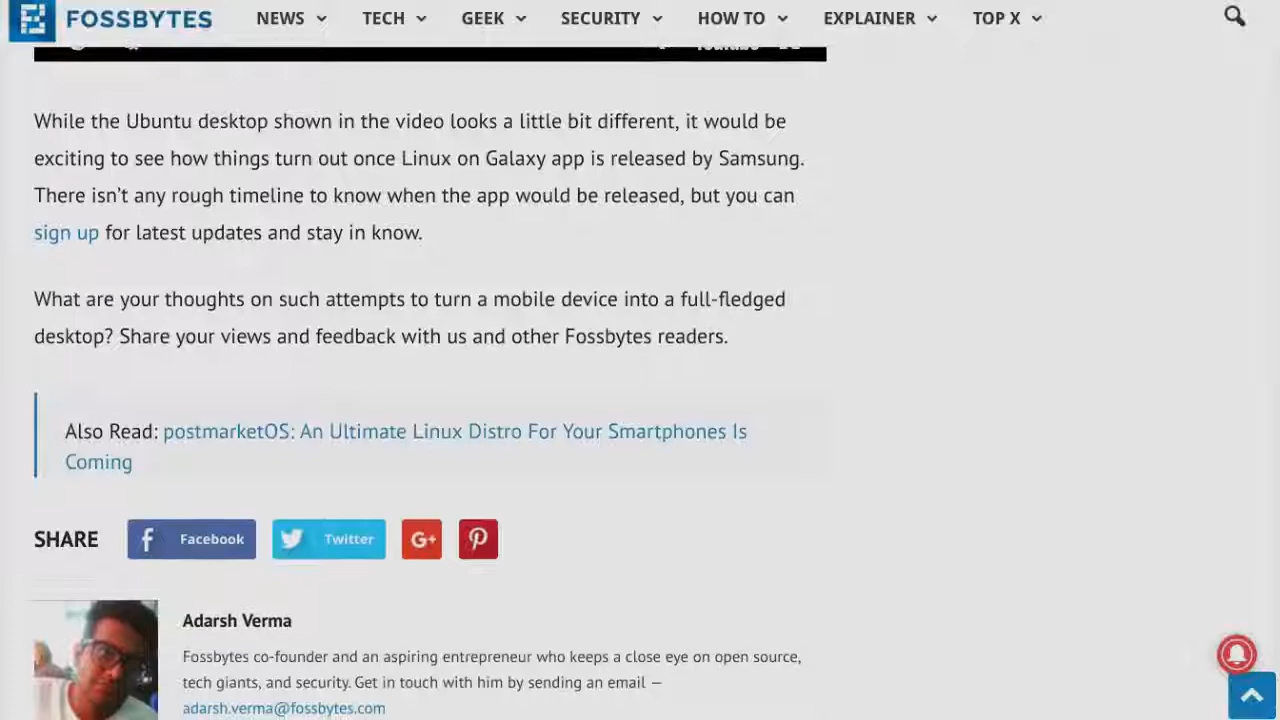 FOSSBYTES NEWS TECH GEEK SECURITY HOW TO EXPLAINER TOP X
YouTube
While the Ubuntu desktop shown in the video looks a little bit different, it would be
exciting to see how things turn out once Linux on Galaxy app is released by Samsung.
There isn’t any rough timeline to know when the app would be released, but you can
sign up for latest updates and stay in know.
What are your thoughts on such attempts to turn a mobile device into a full-fledged
desktop? Share your views and feedback with us and other Fossbytes readers.
Also Read: postmarketOS: An Ultimate Linux Distro For Your Smartphones Is
Coming
SHARE Facebook Twitter G+
Adarsh Verma
Fossbytes co-founder and an aspiring entrepreneur who keeps a close eye on open source,
tech giants, and security. Get in touch with him by sending an email —
adarsh.verma@fossbytes.com